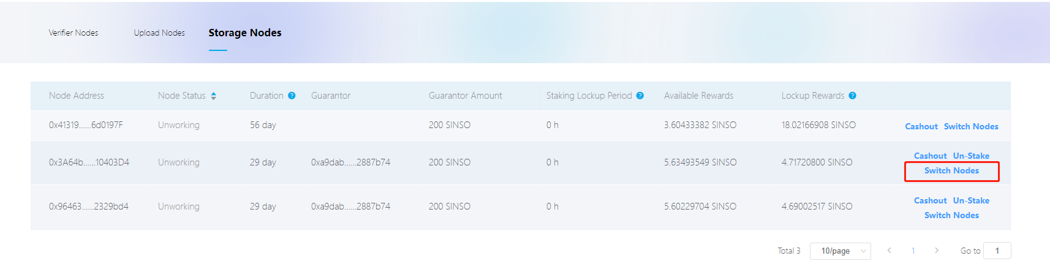 Verifier Nodes Upload Nodes Storage Nodes
Node Address Node Status Duration ? Guarantor Guarantor Amount Staking Lockup Period ? Available Rewards Lockup Rewards ?
0x41319......6d0197F Unworking 56 day 200 SINSO 0 h 3.60433382 SINSO 18.02166908 SINSO Cashout Switch Nodes
0x3A64b......10403D4 Unworking 29 day 0xa9dab......2887b74 200 SINSO 0 h 5.63493549 SINSO 4.71720800 SINSO Cashout Un-Stake
Switch Nodes
0x96463......2329bd4 Unworking 29 day 0xa9dab......2887b74 200 SINSO 0 h 5.60229704 SINSO 4.69002517 SINSO Cashout Un-Stake
Switch Nodes
Total 3 10/page < 1 > Go to 1